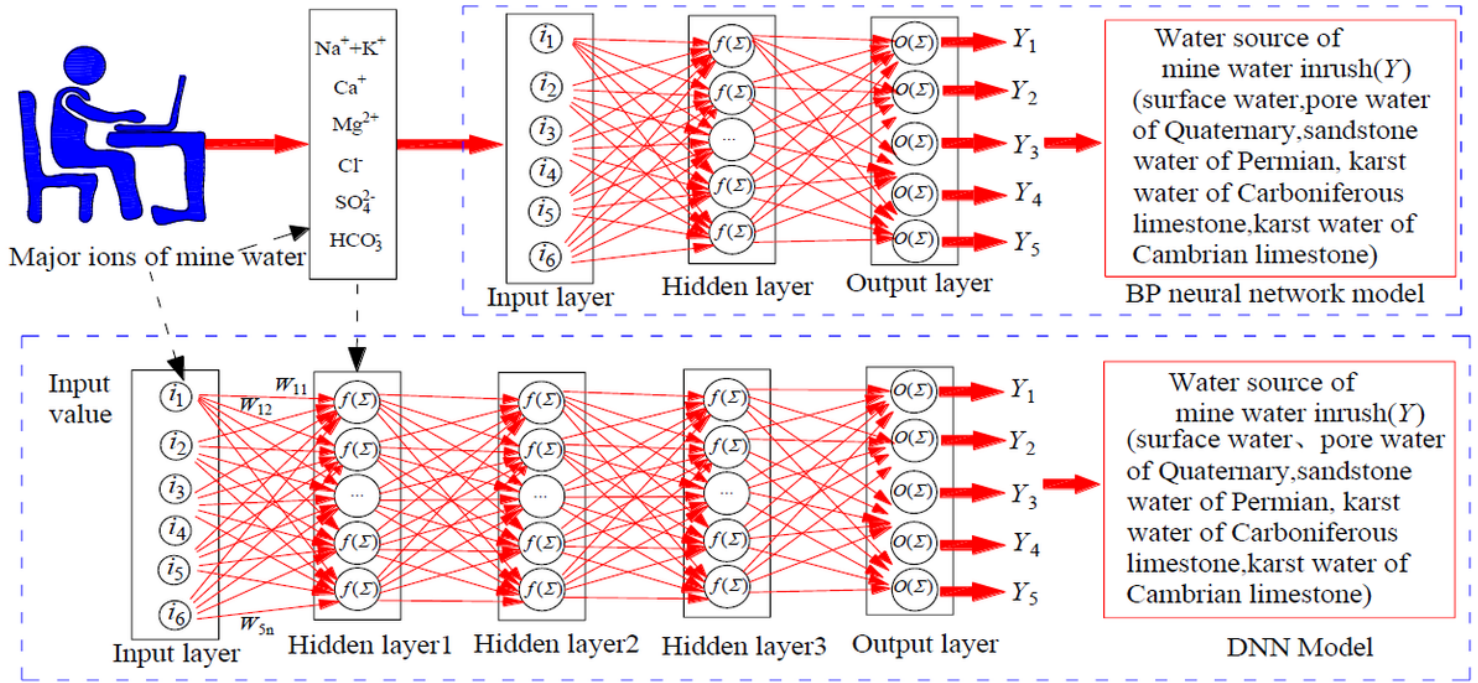 Na⁺+K⁺
Ca⁺
Mg²⁺
Cl⁻
SO₄²⁻
HCO₃⁻
Major ions of mine water
i₁
i₂
i₃
i₄
i₅
i₆
Input layer
f(Σ)
f(Σ)
...
f(Σ)
f(Σ)
Hidden layer
O(Σ)
O(Σ)
O(Σ)
O(Σ)
O(Σ)
Output layer
Y₁
Y₂
Y₃
Y₄
Y₅
Water source of
mine water inrush(Y)
(surface water,pore water
of Quaternary,sandstone
water of Permian, karst
water of Carboniferous
limestone,karst water of
Cambrian limestone)
BP neural network model
Input
value
i₁
i₂
i₃
i₄
i₅
i₆
Input layer
W₁₁
W₁₂
W₅ₙ
f(Σ)
f(Σ)
...
f(Σ)
f(Σ)
Hidden layer1
f(Σ)
f(Σ)
...
f(Σ)
f(Σ)
Hidden layer2
f(Σ)
f(Σ)
...
f(Σ)
f(Σ)
Hidden layer3
O(Σ)
O(Σ)
O(Σ)
O(Σ)
O(Σ)
Output layer
Y₁
Y₂
Y₃
Y₄
Y₅
Water source of
mine water inrush(Y)
(surface water、pore water
of Quaternary,sandstone
water of Permian, karst
water of Carboniferous
limestone,karst water of
Cambrian limestone)
DNN Model